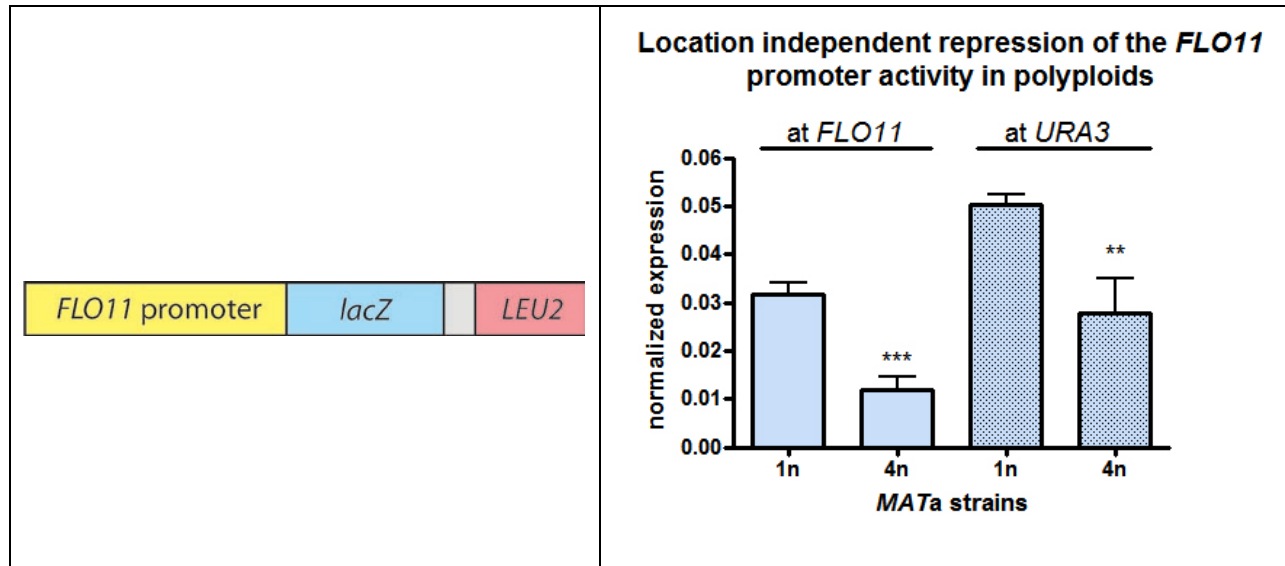 FLO11 promoter lacZ LEU2
Location independent repression of the FLO11
promoter activity in polyploids
at FLO11 at URA3
normalized expression
0.06
0.05
0.04
0.03
0.02
0.01
0.00
***
**
1n 4n 1n 4n
MATa strains